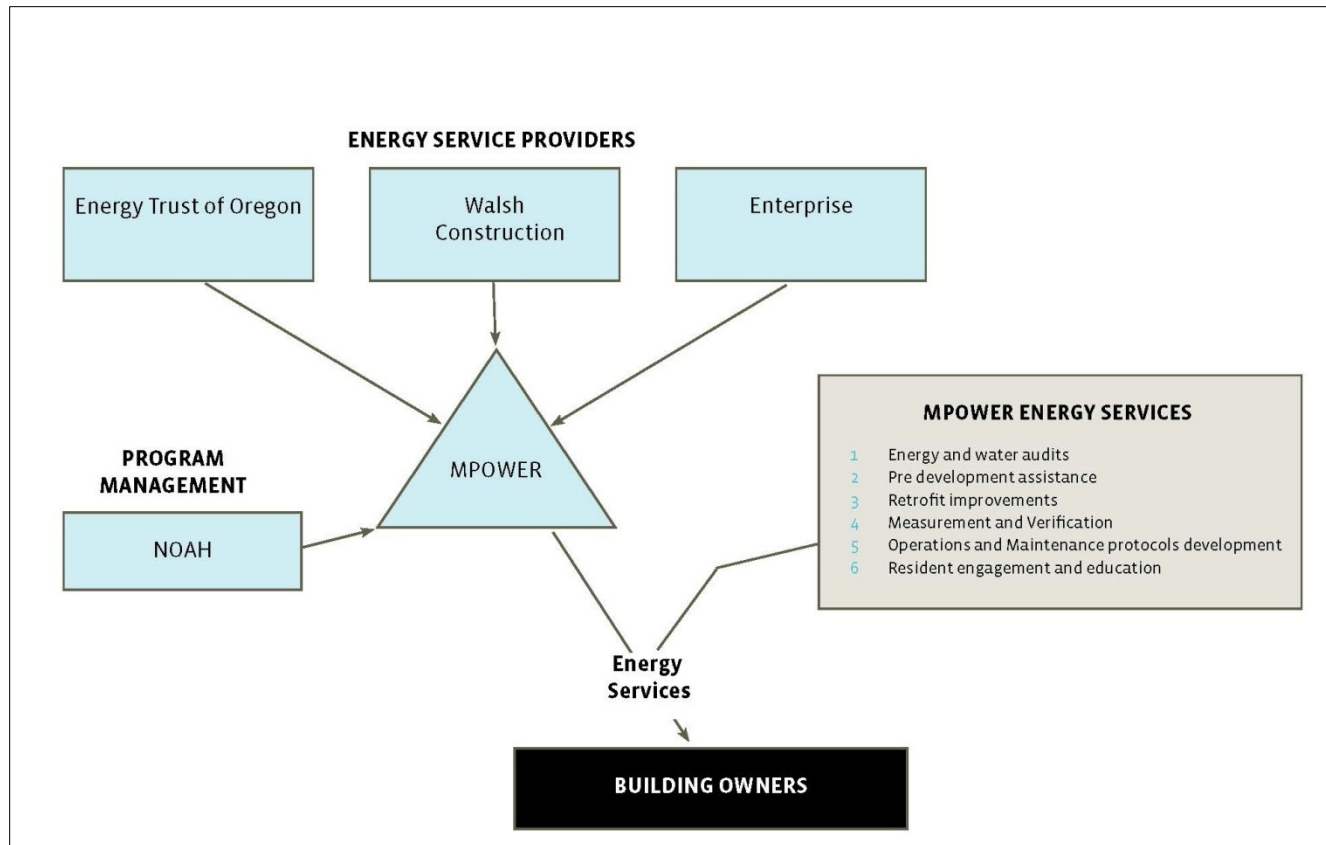 ENERGY SERVICE PROVIDERS
Energy Trust of Oregon
Walsh
Construction
Enterprise
MPOWER
PROGRAM
MANAGEMENT
NOAH
MPOWER ENERGY SERVICES
1 Energy and water audits
2 Pre development assistance
3 Retrofit improvements
4 Measurement and Verification
5 Operations and Maintenance protocols development
6 Resident engagement and education
Energy
Services
BUILDING OWNERS